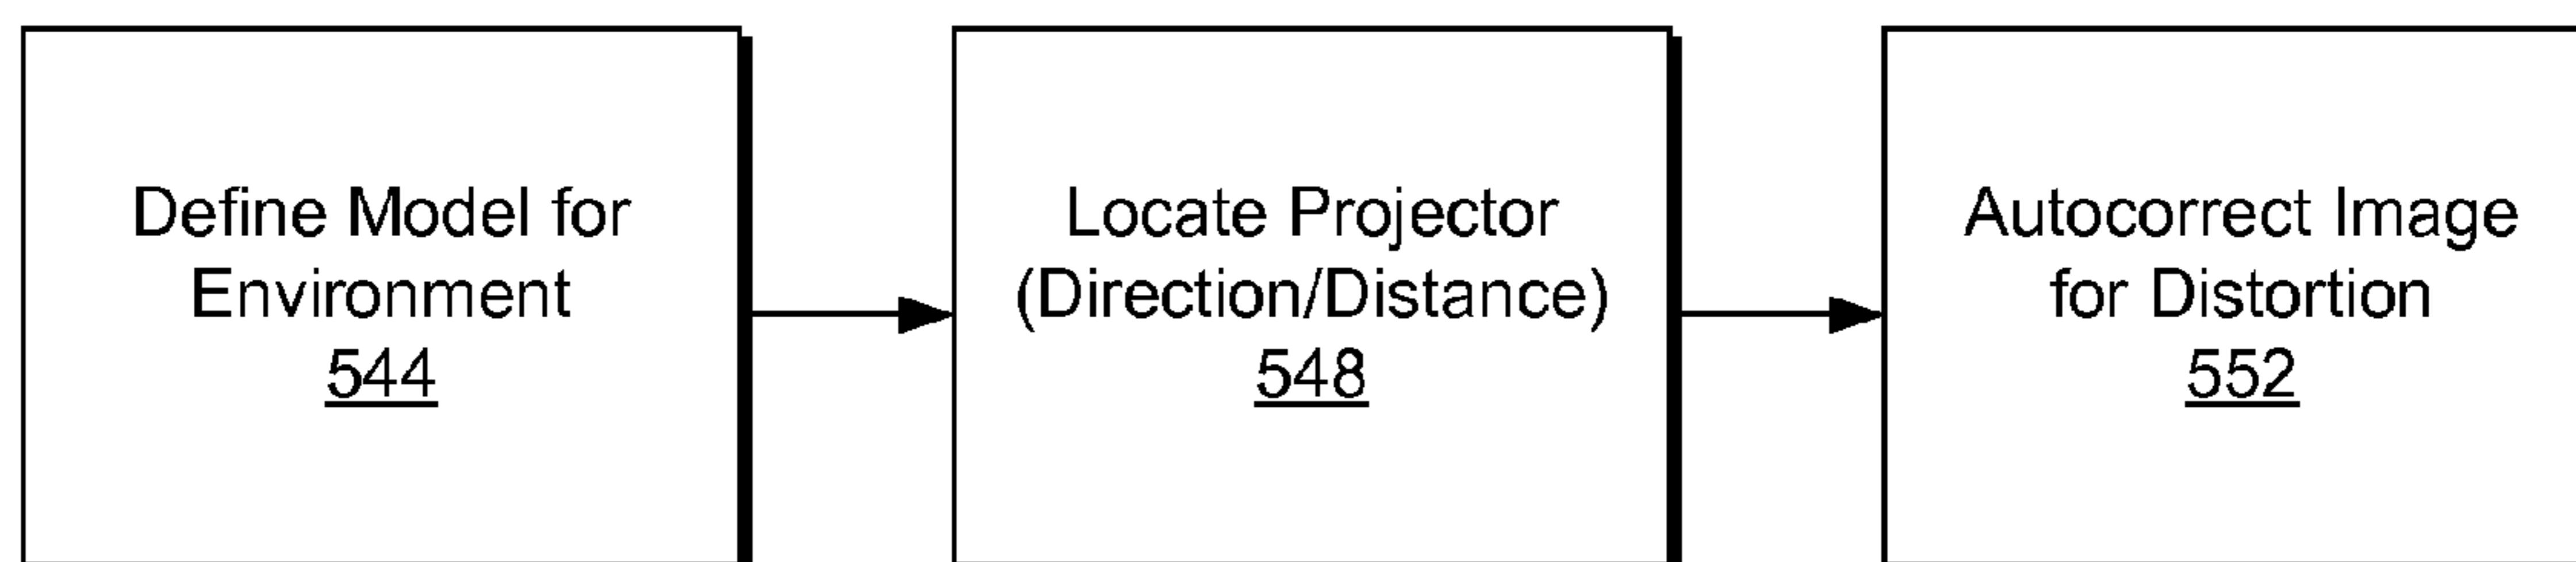 Define Model for
Environment
544
Locate Projector
(Direction/Distance)
548
Autocorrect Image
for Distortion
552